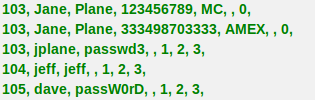 103, Jane, Plane, 123456789, MC, , 0,
103, Jane, Plane, 333498703333, AMEX, , 0,
103, jplane, passwd3, , 1, 2, 3,
104, jeff, jeff, , 1, 2, 3,
105, dave, passW0rD, , 1, 2, 3,